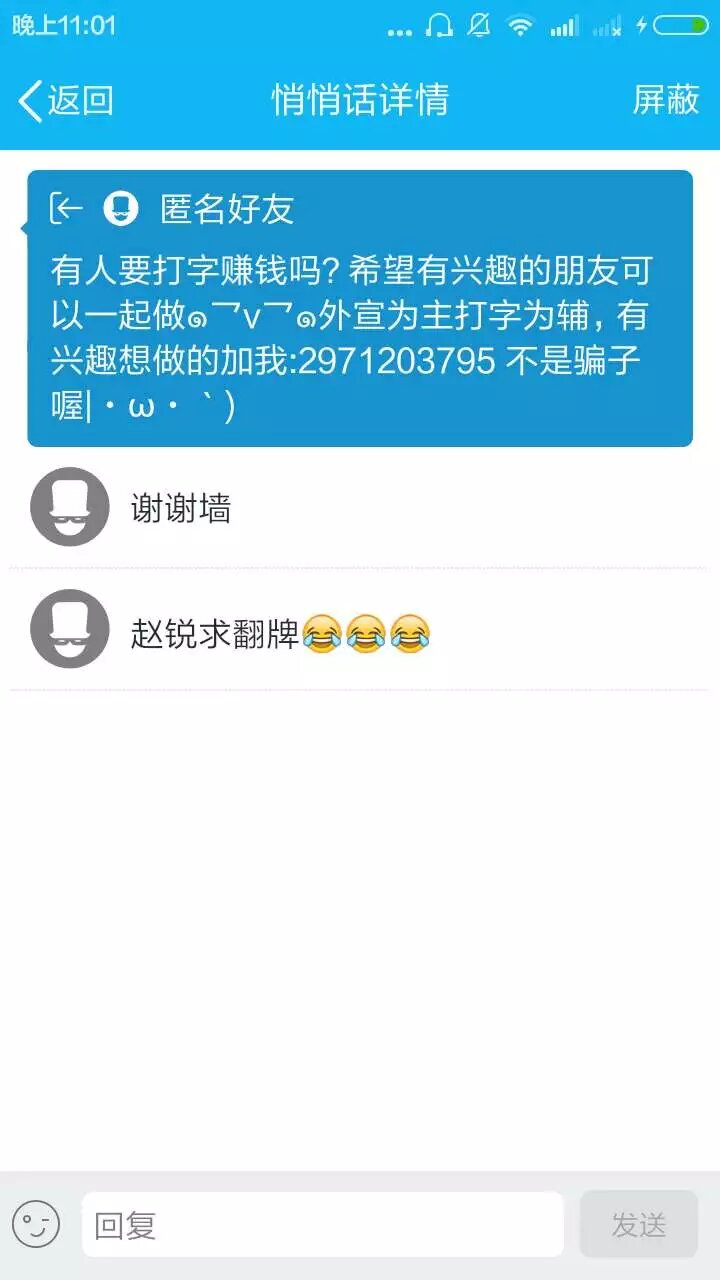 晚上11:01
返回
悄悄话详情
屏蔽
匿名好友
有人要打字赚钱吗? 希望有兴趣的朋友可
以一起做๑乛v乛๑外宣为主打字为辅, 有
兴趣想做的加我:2971203795 不是骗子
喔|・ω・｀)
谢谢墙
赵锐求翻牌😂😂😂
回复
发送